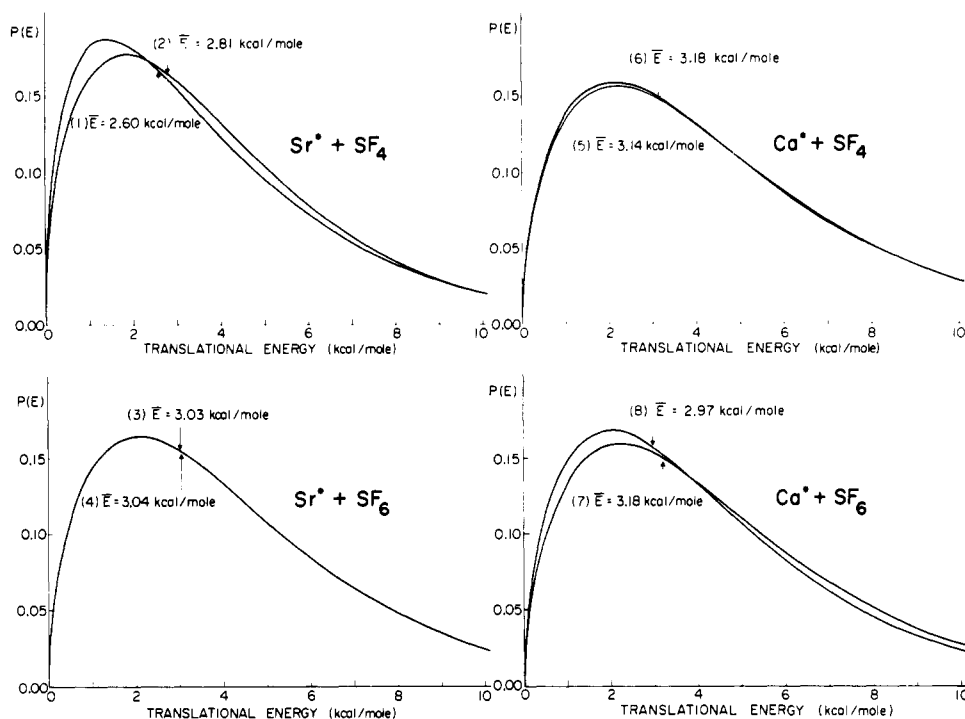 P(E)
(2) E = 2.81 kcal/mole
0.15
(1) E = 2.60 kcal/mole
Sr* + SF4
0.10
0.05
0.00
0 2 4 6 8 10
TRANSLATIONAL ENERGY (kcal/mole)
P(E)
(6) E̅ = 3.18 kcal/mole
0.15
(5) E̅ = 3.14 kcal/mole
Ca* + SF4
0.10
0.05
0.00
0 2 4 6 8 10
TRANSLATIONAL ENERGY (kcal/mole)
P(E)
(3) E̅ = 3.03 kcal/mole
0.15
(4) E̅ = 3.04 kcal/mole
Sr* + SF6
0.10
0.05
0.00
0 2 4 6 8 10
TRANSLATIONAL ENERGY (kcal/mole)
P(E)
(8) E̅ = 2.97 kcal/mole
0.15
(7) E̅ = 3.18 kcal/mole
Ca* + SF6
0.10
0.05
0.00
0 2 4 6 8 10
TRANSLATIONAL ENERGY (kcal/mole)